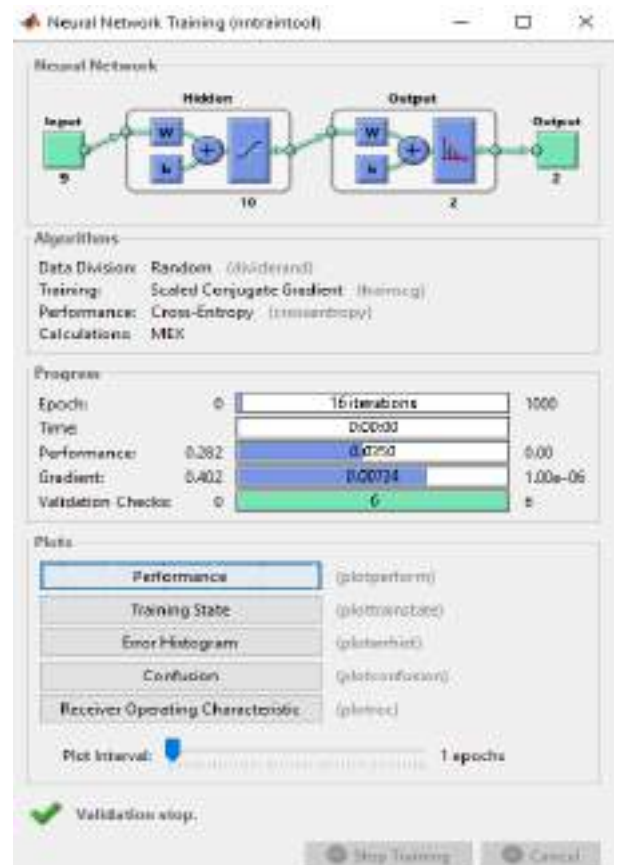 Neural Network Training (nntraintool)
Neural Network
Hidden
Output
Input
Output
W
W
b
b
9
2
10
2
Algorithms
Data Division: Random (dividerand)
Training: Scaled Conjugate Gradient (trainscg)
Performance: Cross-Entropy (crossentropy)
Calculations: MEX
Progress
Epoch: 0 16 iterations 1000
Time: 0:00:00
Performance: 0.282 0.0250 0.00
Gradient: 0.402 0.00724 1.00e-06
Validation Checks: 0 6 6
Plots
Performance (plotperform)
Training State (plottrainstate)
Error Histogram (ploterrhist)
Confusion (plotconfusion)
Receiver Operating Characteristic (plotroc)
Plot Interval: 1 epochs
Validation stop.
Stop Training Cancel